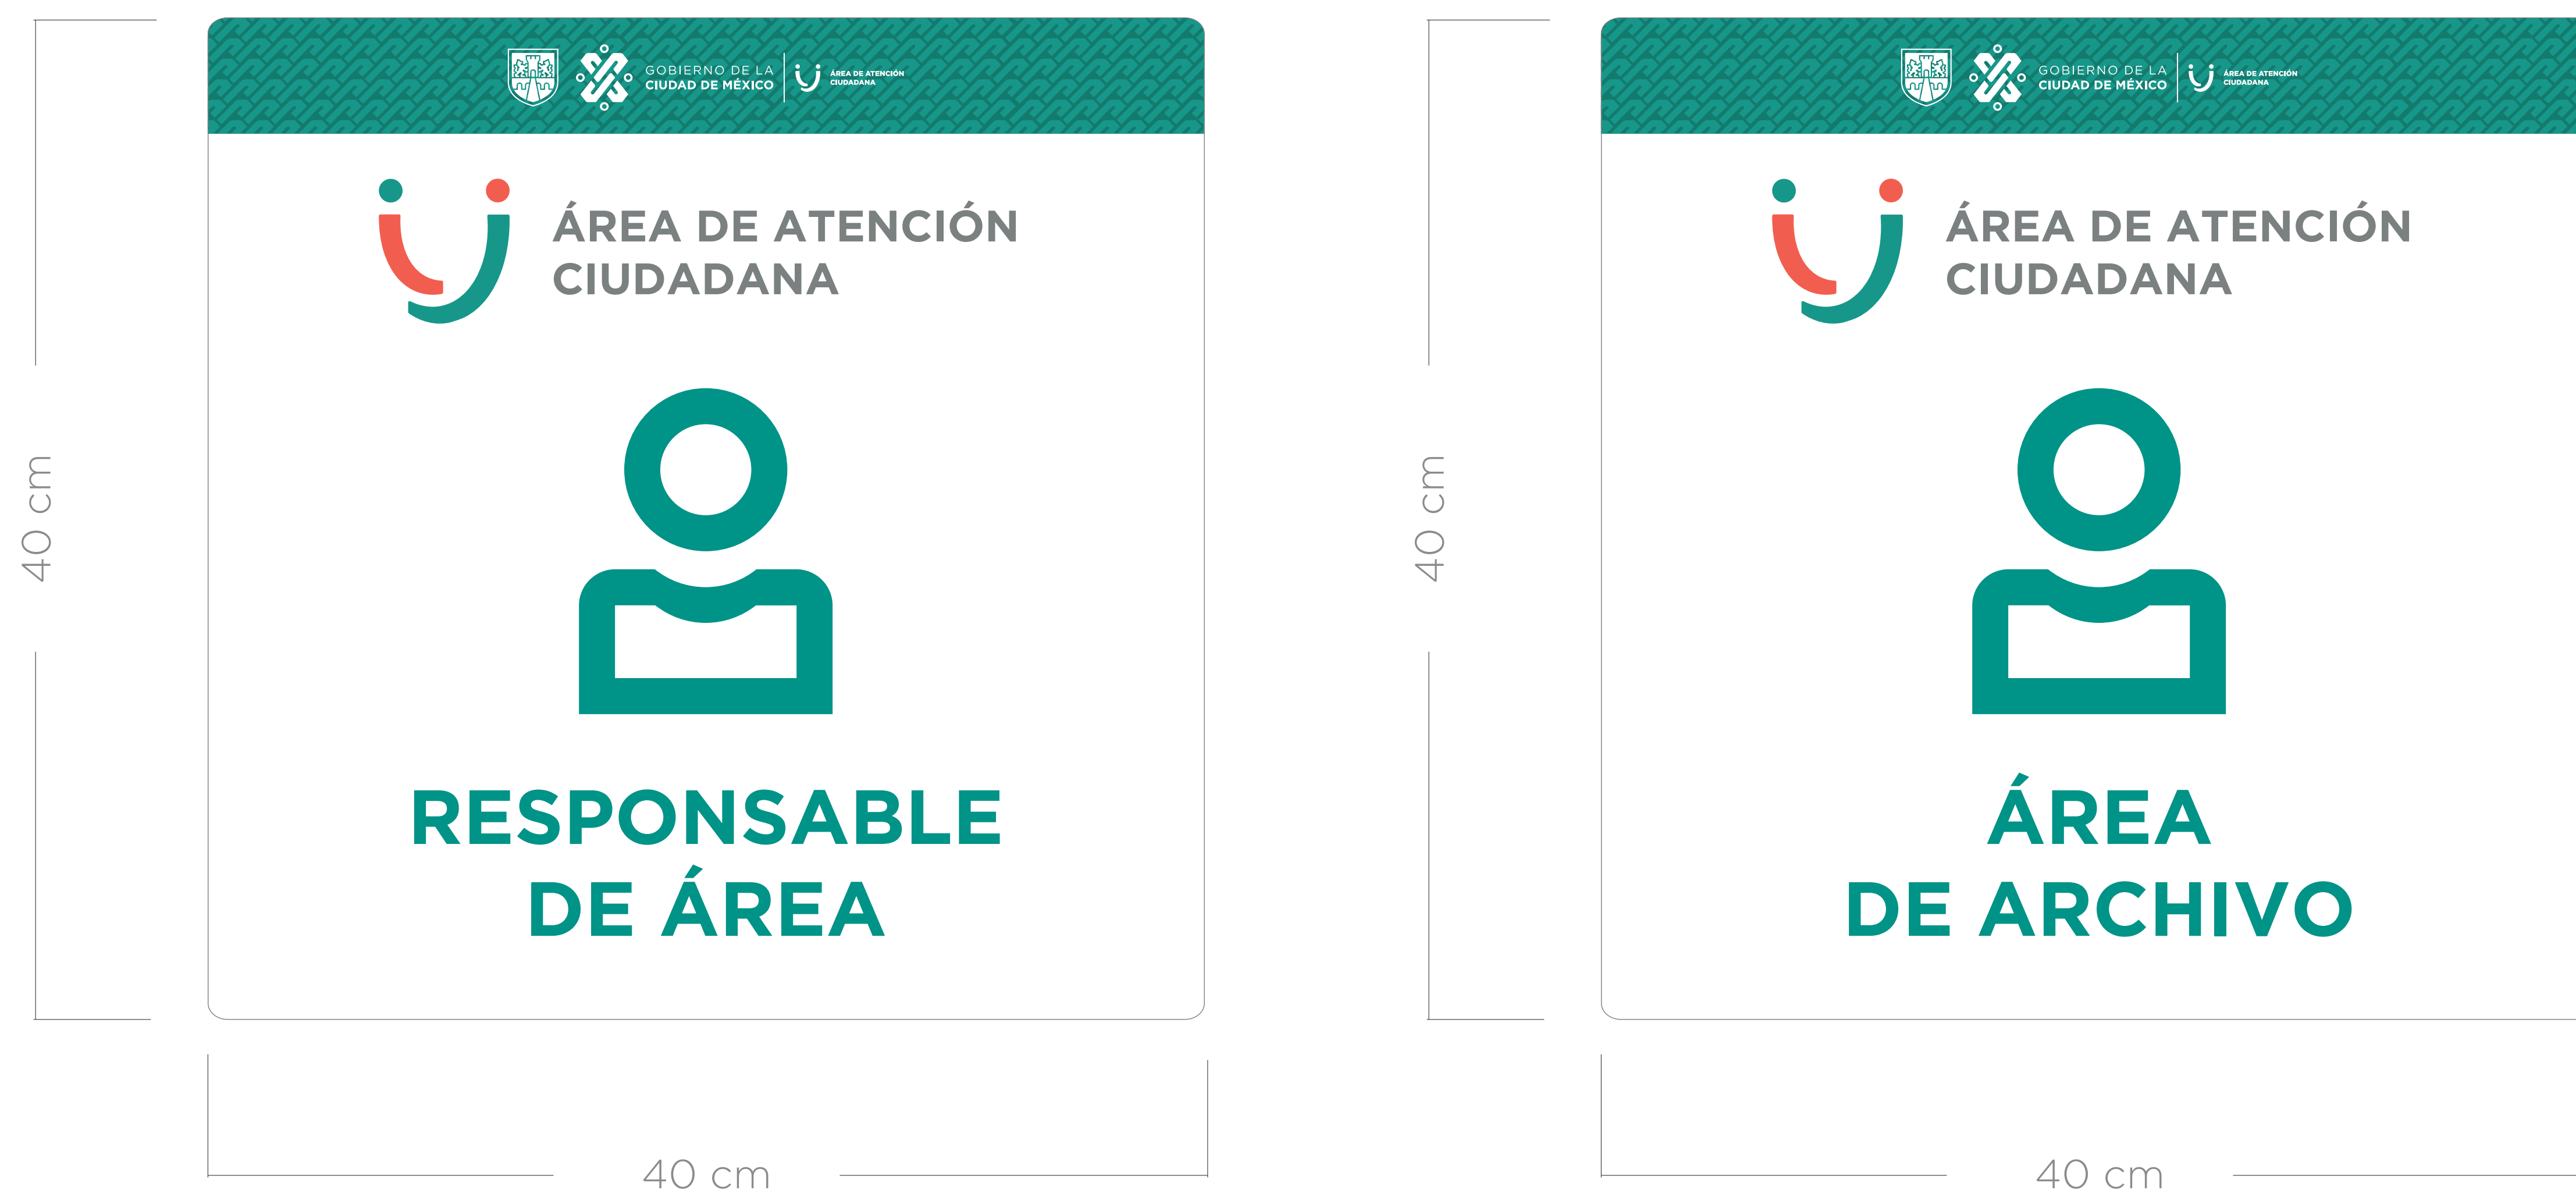 GOBIERNO DE LA
CIUDAD DE MÉXICO
ÁREA DE ATENCIÓN
CIUDADANA
ÁREA DE ATENCIÓN
CIUDADANA
RESPONSABLE
DE ÁREA
40 cm
40 cm
GOBIERNO DE LA
CIUDAD DE MÉXICO
ÁREA DE ATENCIÓN
CIUDADANA
ÁREA DE ATENCIÓN
CIUDADANA
ÁREA
DE ARCHIVO
40 cm
40 cm